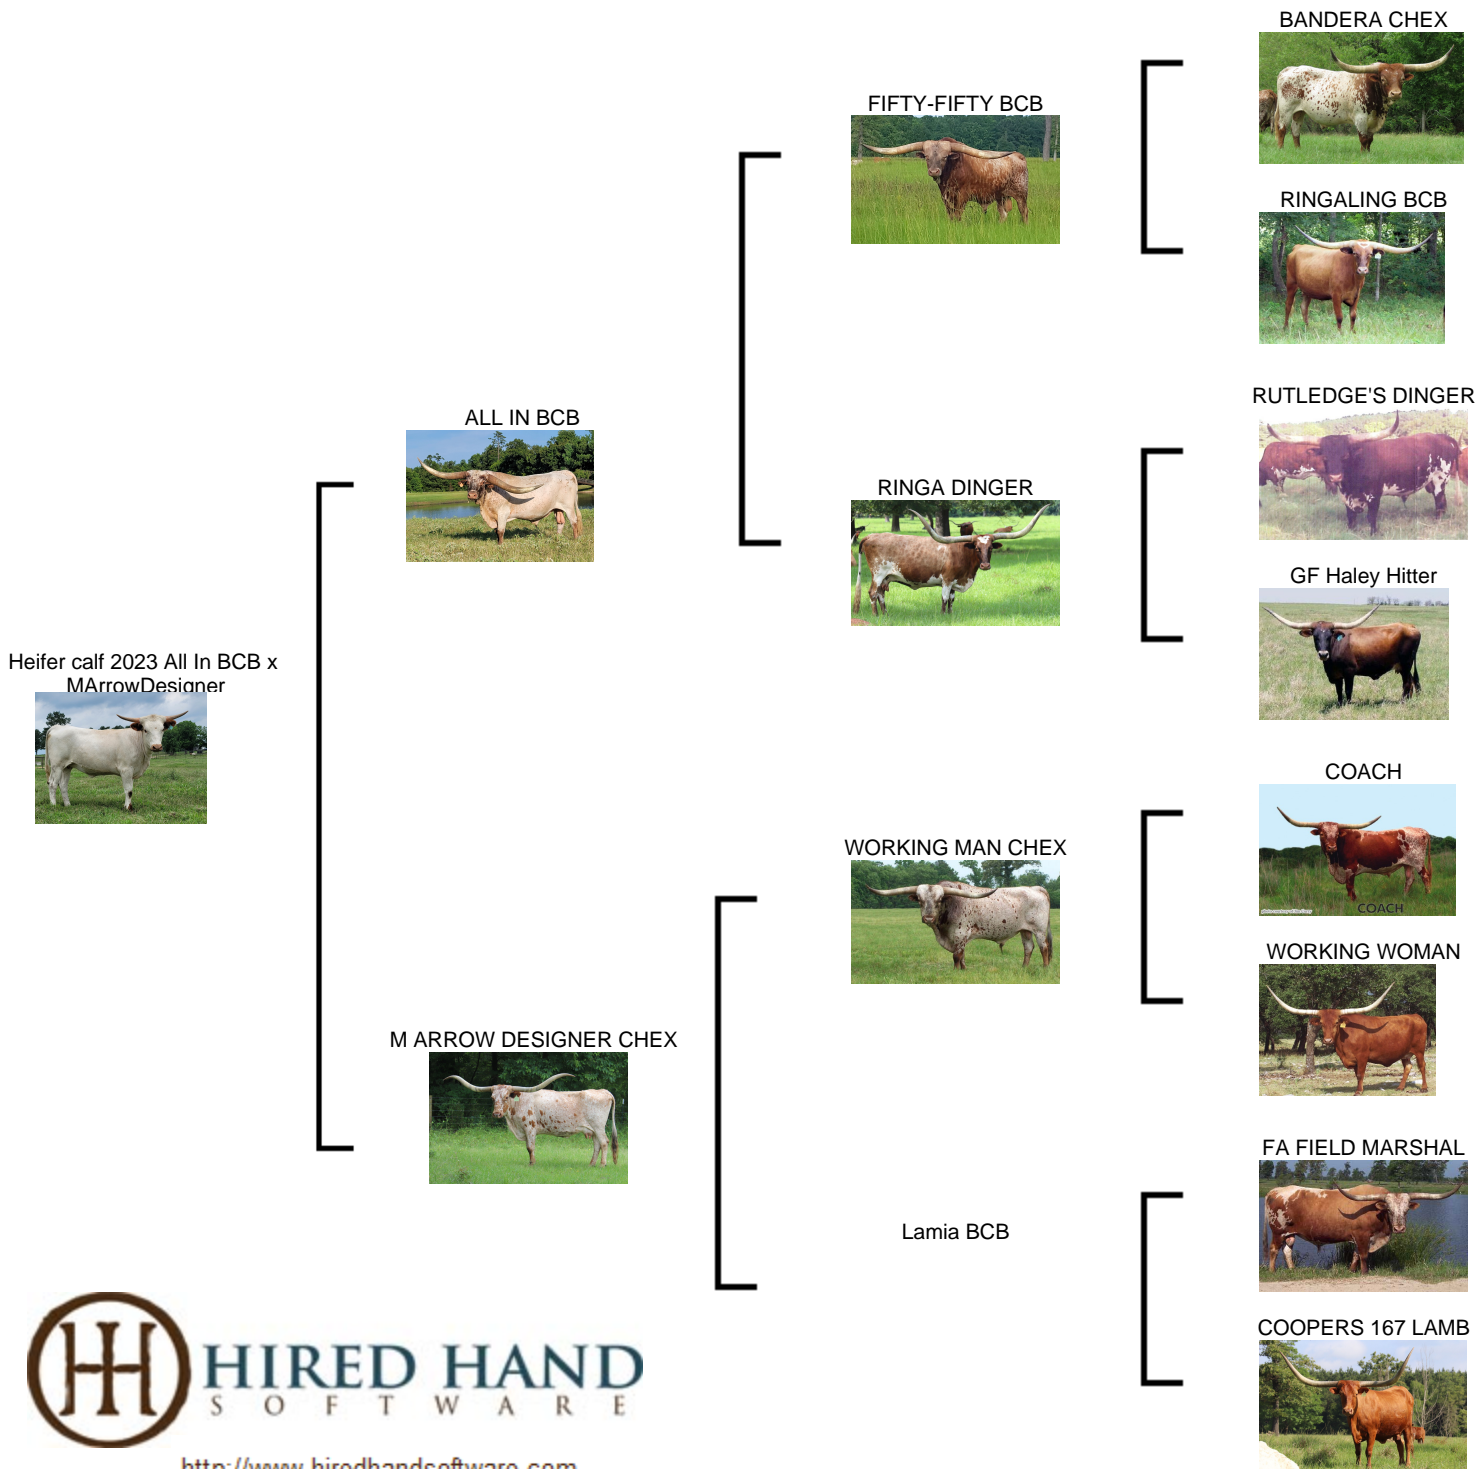 BANDERA CHEX
FIFTY-FIFTY BCB
RINGALING BCB
RUTLEDGE'S DINGER
ALL IN BCB
RINGA DINGER
GF Haley Hitter
Heifer calf 2023 All In BCB x
MArrowDesigner
COACH
WORKING MAN CHEX
COACH
WORKING WOMAN
M ARROW DESIGNER CHEX
FA FIELD MARSHAL
Lamia BCB
COOPERS 167 LAMB
HIRED HAND
SOFTWARE
http://www.hiredhandsoftware.com